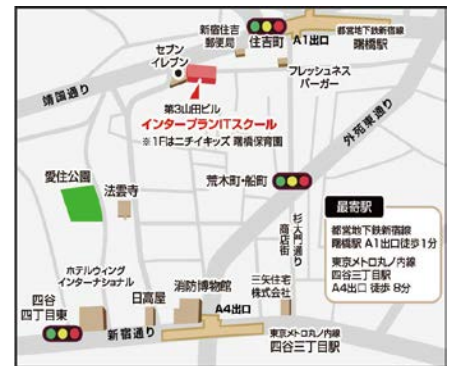 新宿住吉
郵便局
住吉町
A1出口
都営地下鉄新宿線
曙橋駅
セブン
イレブン
フレッシュネス
バーガー
靖国通り
第3山田ビル
インタープランITスクール
※1Fはニチイキッズ 曙橋保育園
外苑東通り
愛住公園
法雲寺
荒木町・船町
杉大門通り
商店街
最寄駅
都営地下鉄新宿線
曙橋駅 A1出口徒歩1分
東京メトロ丸ノ内線
四谷三丁目駅
A4出口 徒歩 8分
ホテルウィング
インターナショナル
四谷
四丁目東
日高屋
消防博物館
三矢住宅
株式会社
A4出口
新宿通り
東京メトロ丸ノ内線
四谷三丁目駅